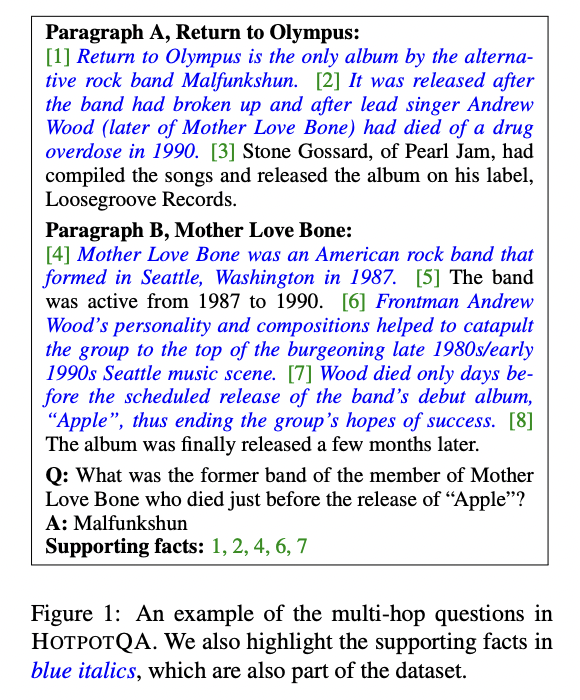 Paragraph A, Return to Olympus:
[1] Return to Olympus is the only album by the alterna-
tive rock band Malfunkshun. [2] It was released after
the band had broken up and after lead singer Andrew
Wood (later of Mother Love Bone) had died of a drug
overdose in 1990. [3] Stone Gossard, of Pearl Jam, had
compiled the songs and released the album on his label,
Loosegroove Records.
Paragraph B, Mother Love Bone:
[4] Mother Love Bone was an American rock band that
formed in Seattle, Washington in 1987. [5] The band
was active from 1987 to 1990. [6] Frontman Andrew
Wood's personality and compositions helped to catapult
the group to the top of the burgeoning late 1980s/early
1990s Seattle music scene. [7] Wood died only days be-
fore the scheduled release of the band's debut album,
“Apple”, thus ending the group's hopes of success. [8]
The album was finally released a few months later.
Q: What was the former band of the member of Mother
Love Bone who died just before the release of “Apple”?
A: Malfunkshun
Supporting facts: 1, 2, 4, 6, 7
Figure 1: An example of the multi-hop questions in
HOTPOTQA. We also highlight the supporting facts in
blue italics, which are also part of the dataset.